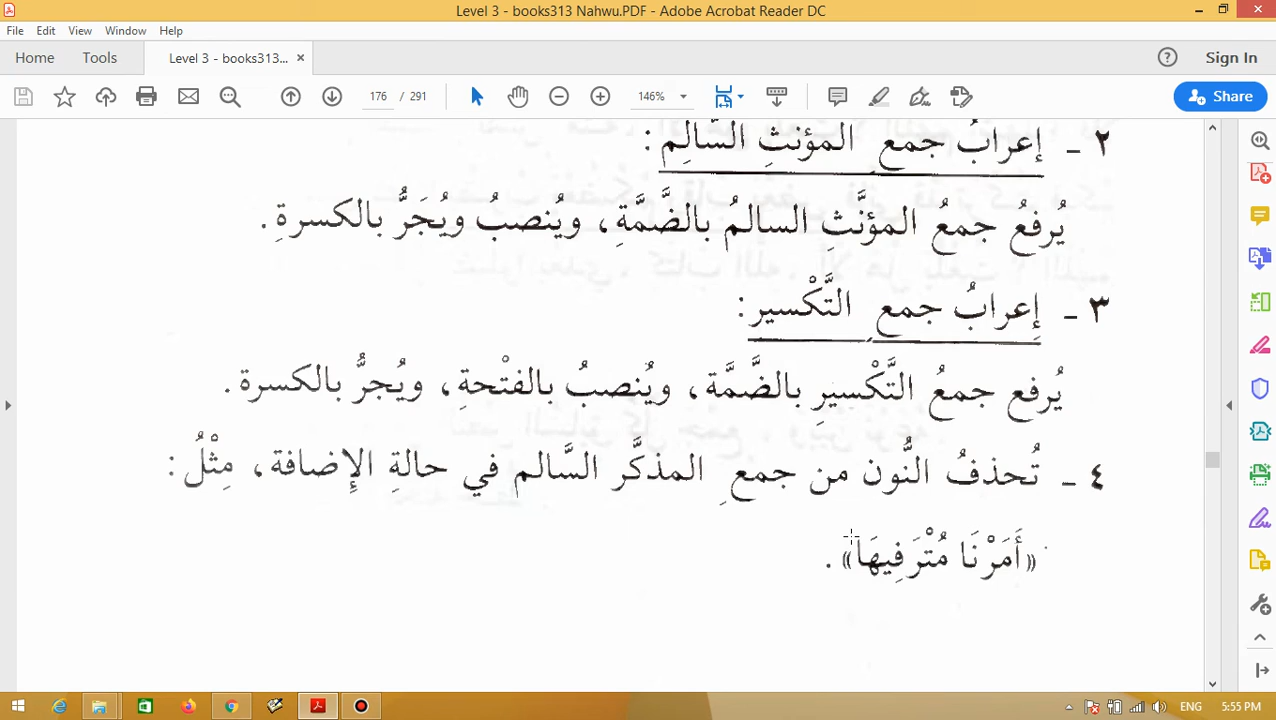 Level 3 - books313 Nahwu.PDF - Adobe Acrobat Reader DC
File Edit View Window Help
Home Tools Level 3 - books313... × Sign In
176 / 291 146% Share
٢ - إعرابُ جمعِ المؤنثِ السَّالِم :
يُرفعُ جمعُ المؤنَّثِ السالمُ بالضَّمَّةِ، ويُنصبُ ويُجَرُّ بالكسرةِ .
٣ - إِعرابُ جمعِ التَّكْسيرِ :
يُرفع جمعُ التَّكْسيرِ بالضَّمَّة، ويُنصبُ بالفتْحةِ، ويُجرُّ بالكسرة .
٤ - تُحذفُ النُّون من جمعِ المذكَّر السَّالم في حالةِ الإِضافة، مِثْلُ :
«أَمَرْنَا مُتْرَفِيهَا» .
ENG 5:55 PM